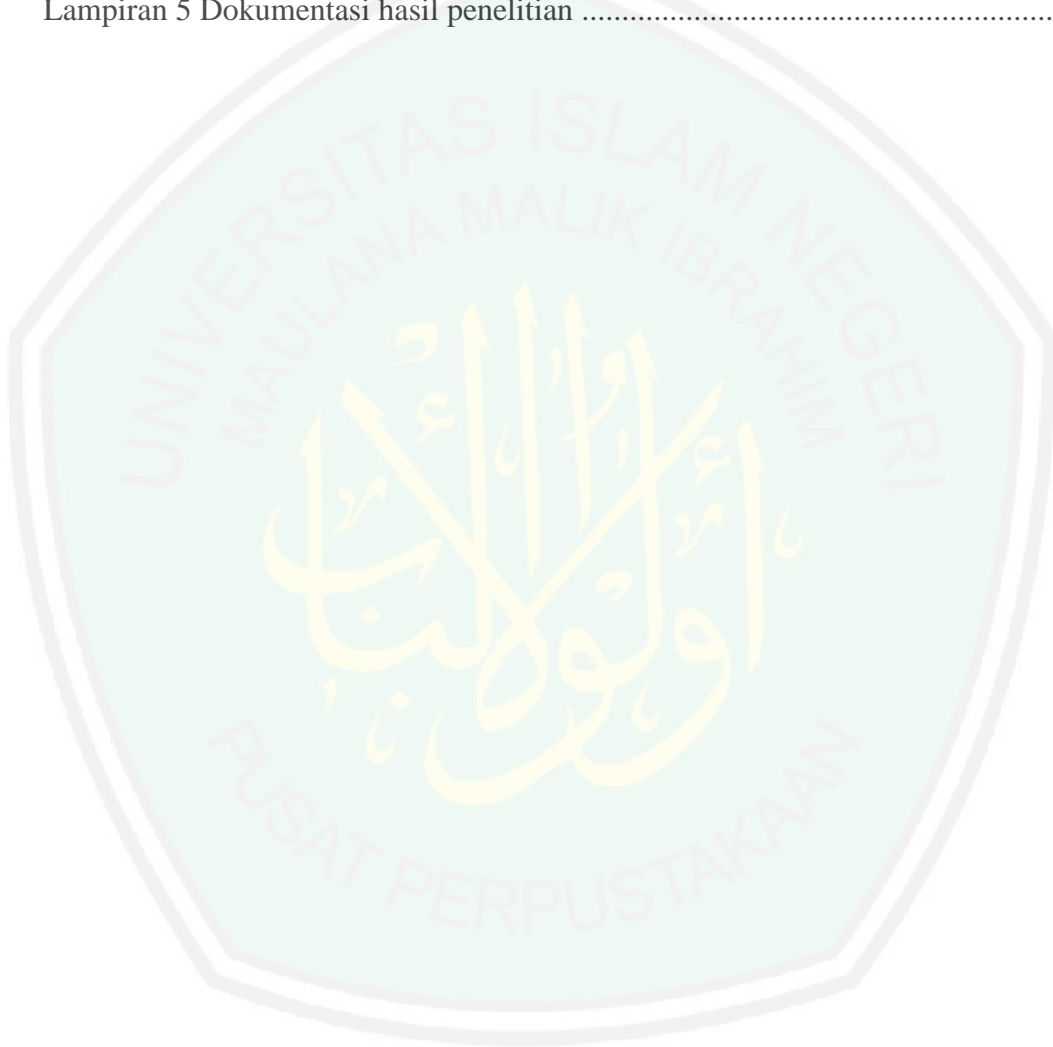 Lampiran 5 Dokumentasi hasil penelitian ............................................................
UNIVERSITAS ISLAM NEGERI
MAULANA MALIK IBRAHIM
أولو الألباب
PUSAT PERPUSTAKAAN